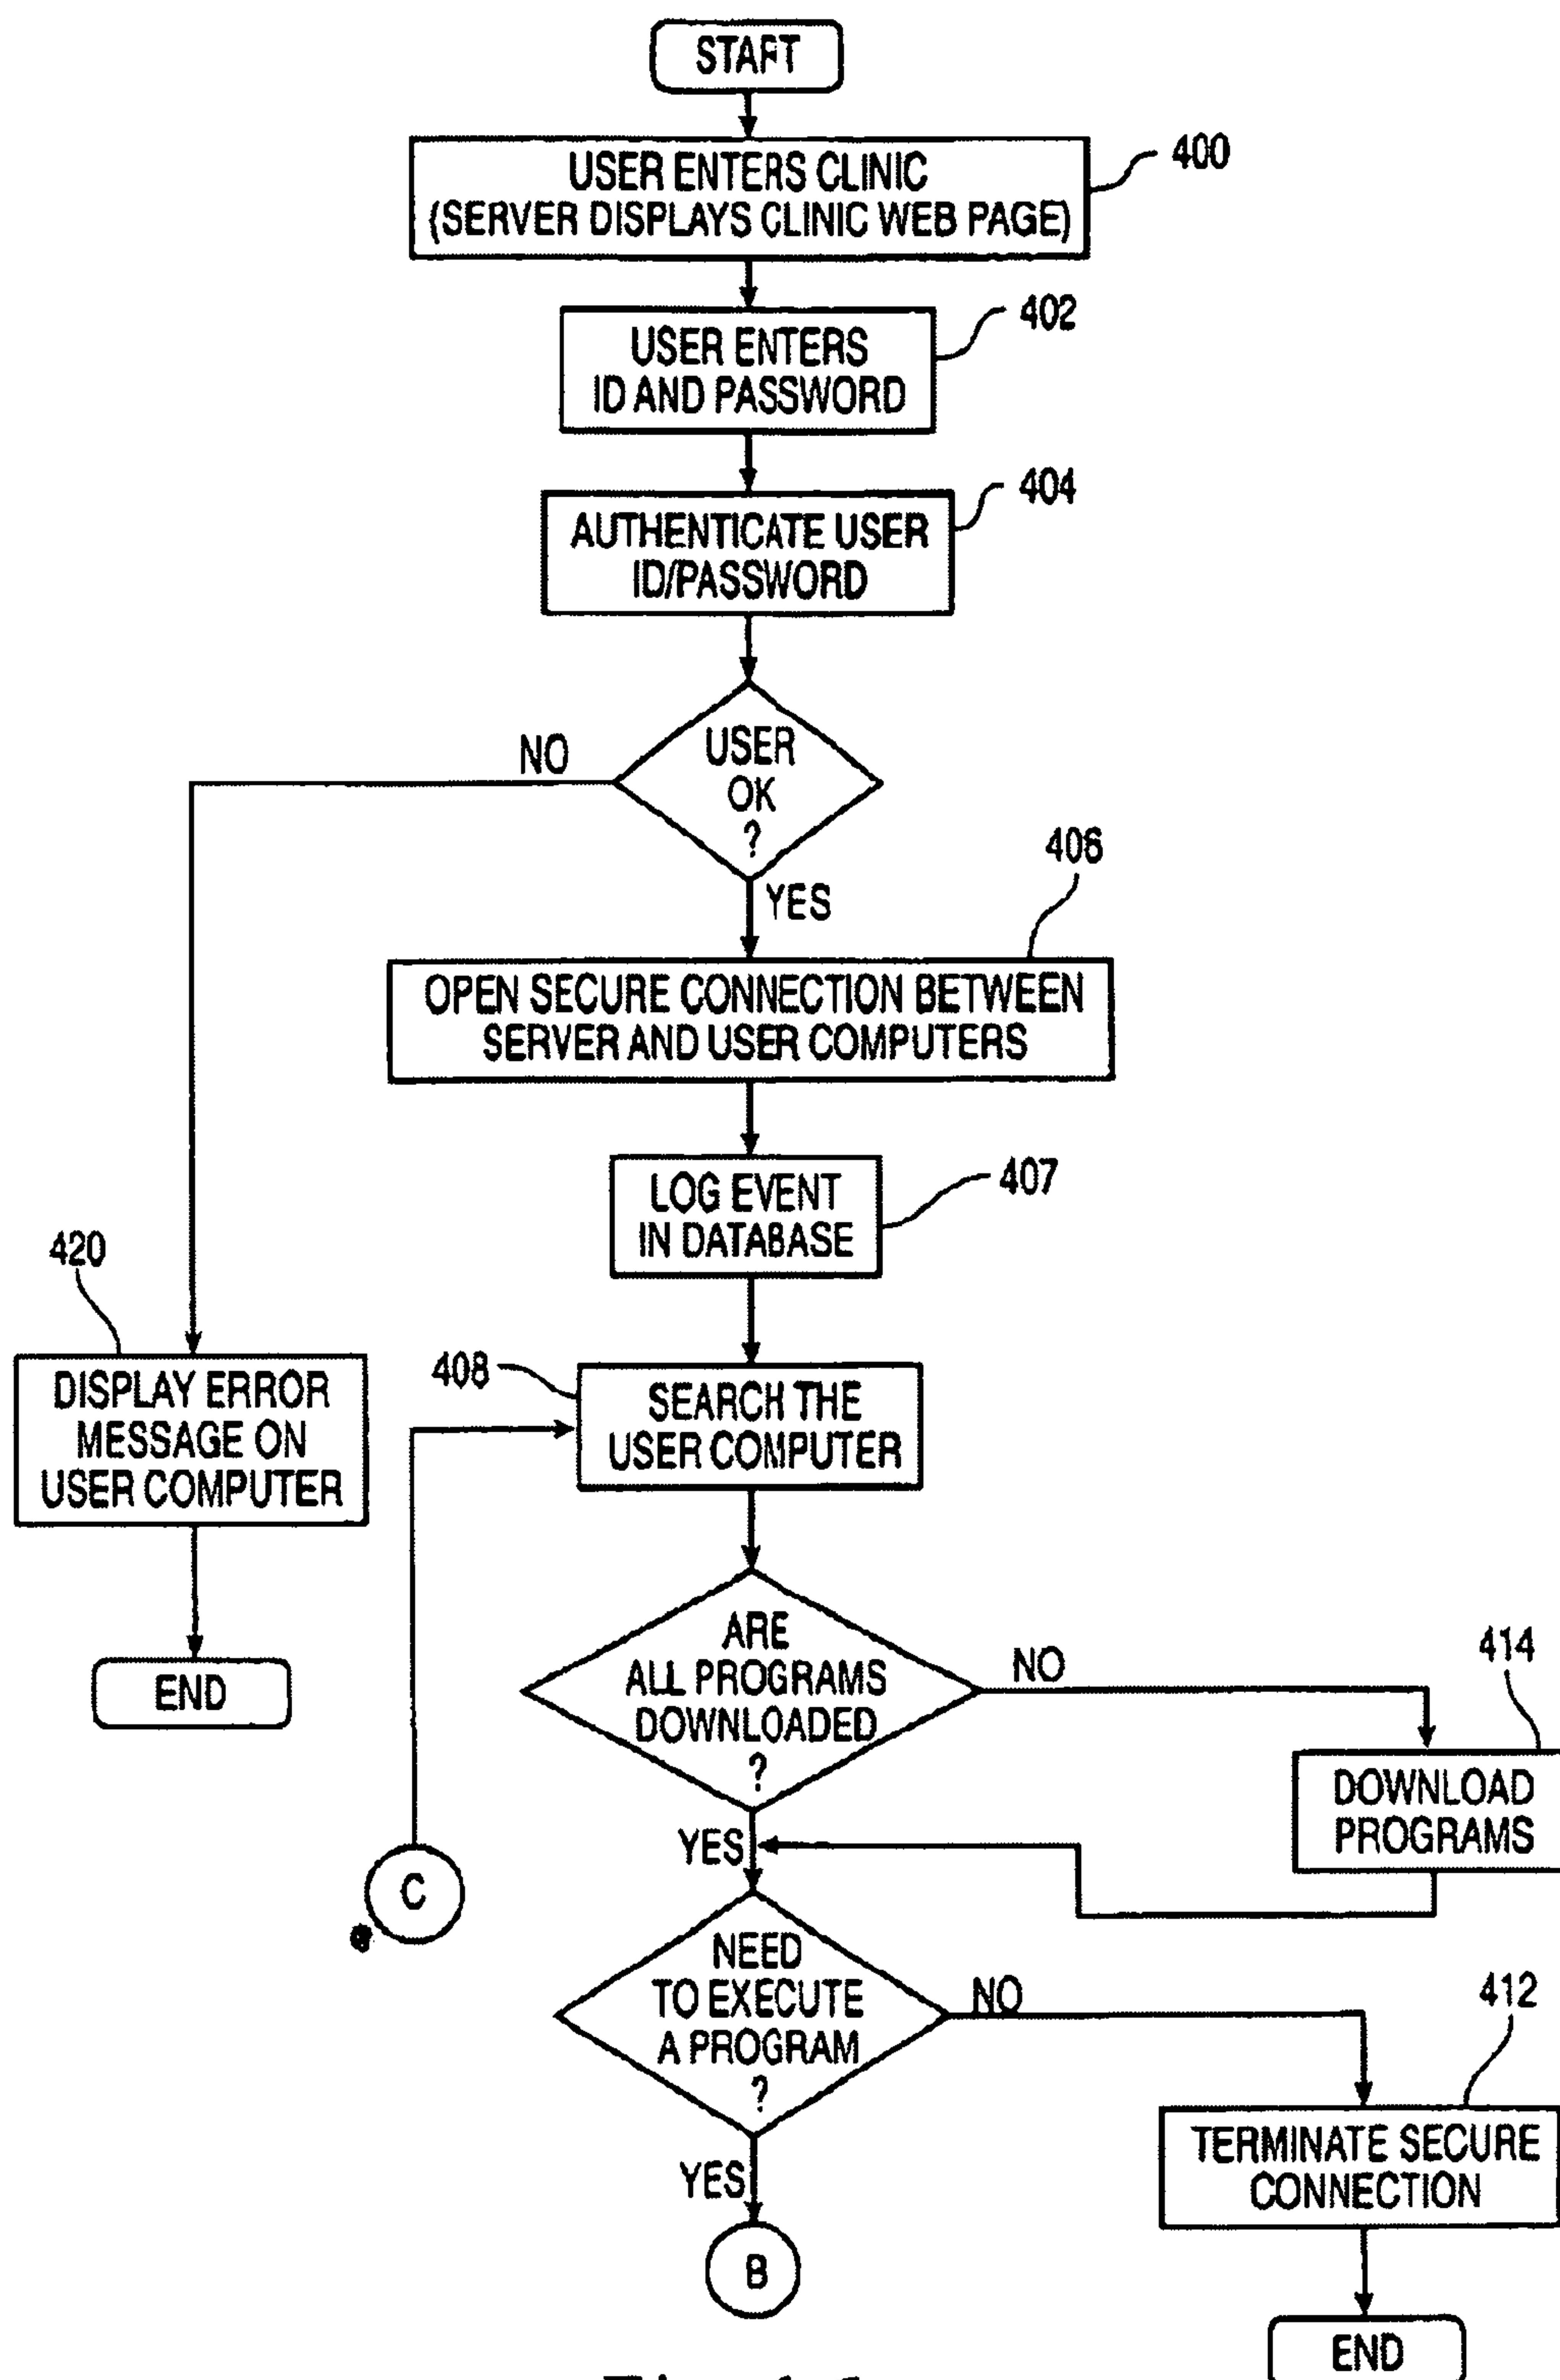 START
USER ENTERS CLINIC
(SERVER DISPLAYS CLINIC WEB PAGE)
400
USER ENTERS
ID AND PASSWORD
402
AUTHENTICATE USER
ID/PASSWORD
404
USER
OK
?
NO
YES
406
OPEN SECURE CONNECTION BETWEEN
SERVER AND USER COMPUTERS
LOG EVENT
IN DATABASE
407
420
DISPLAY ERROR
MESSAGE ON
USER COMPUTER
END
408
SEARCH THE
USER COMPUTER
ARE
ALL PROGRAMS
DOWNLOADED
?
NO
414
DOWNLOAD
PROGRAMS
YES
C
NEED
TO EXECUTE
A PROGRAM
?
NO
412
TERMINATE SECURE
CONNECTION
YES
B
END